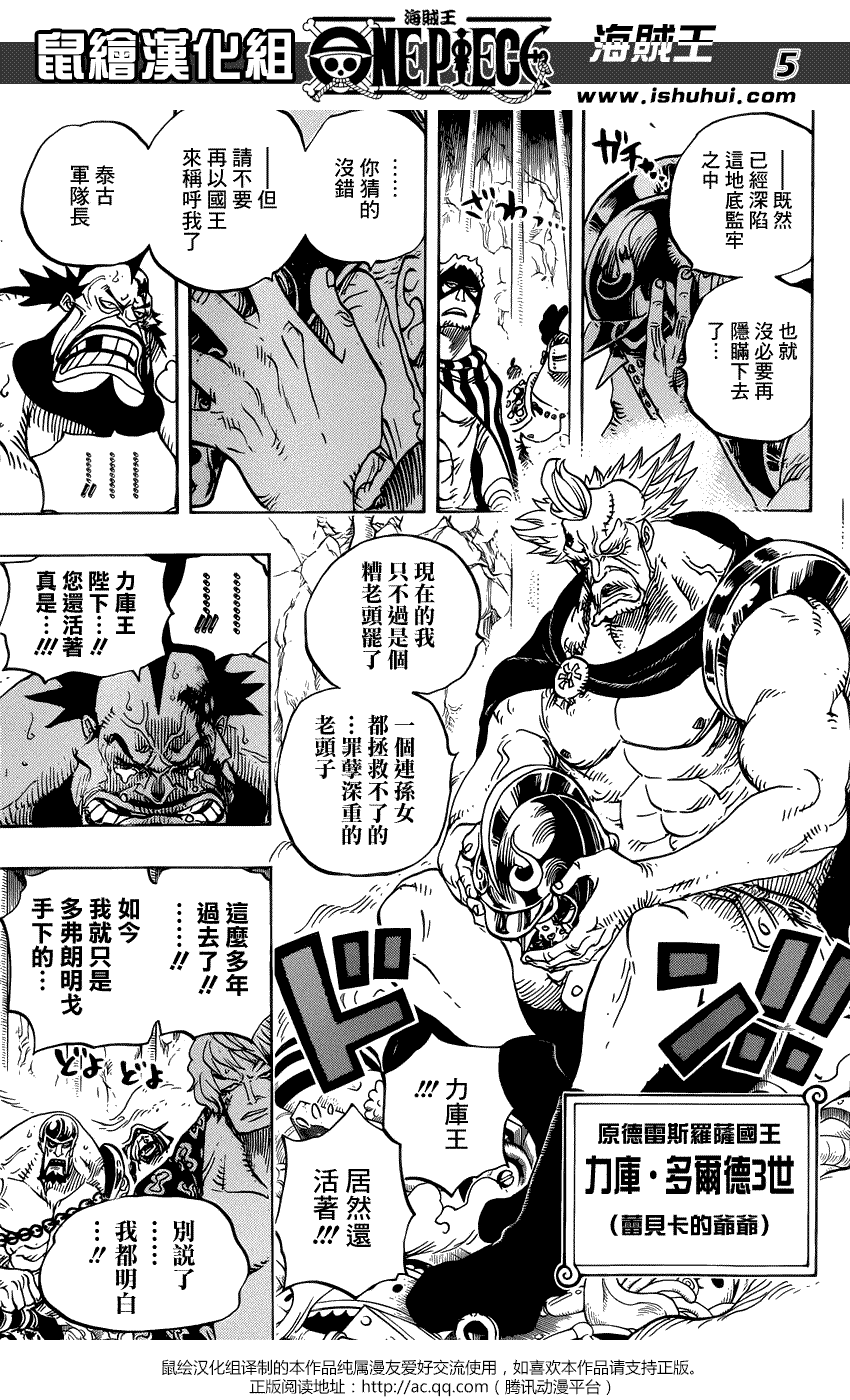 鼠繪漢化組
海賊王
ONE PIECE
海賊王
5
www.ishuhui.com
——既然
已經深陷
這地底監牢
之中
也就
沒必要再
隱瞞下去
了…
ガチャ…
ざわ…
……
你猜的
沒錯
——但
請不要
再以國王
來稱呼我了
泰古
軍隊長
………
………!!
現在的我
只不過是個
糟老頭罷了
一個連孫女
都拯救不了的
…罪孽深重的
老頭子
ドン!!
………
………!!!
力庫王
陛下…!!
您還活著
真是…!!!
這麼多年
過去了!!
……!!
如今
我就只是
多弗朗明戈
手下的…
どよ
どよ
別説了
……
我都明白
…!!
力庫王
!!!
居然還
活著!!!
原德雷斯羅薩國王
力庫·多爾德3世
(蕾貝卡的爺爺)
鼠绘汉化组译制的本作品纯属漫友爱好交流使用，如喜欢本作品请支持正版。
正版阅读地址：http://ac.qq.com（腾讯动漫平台）